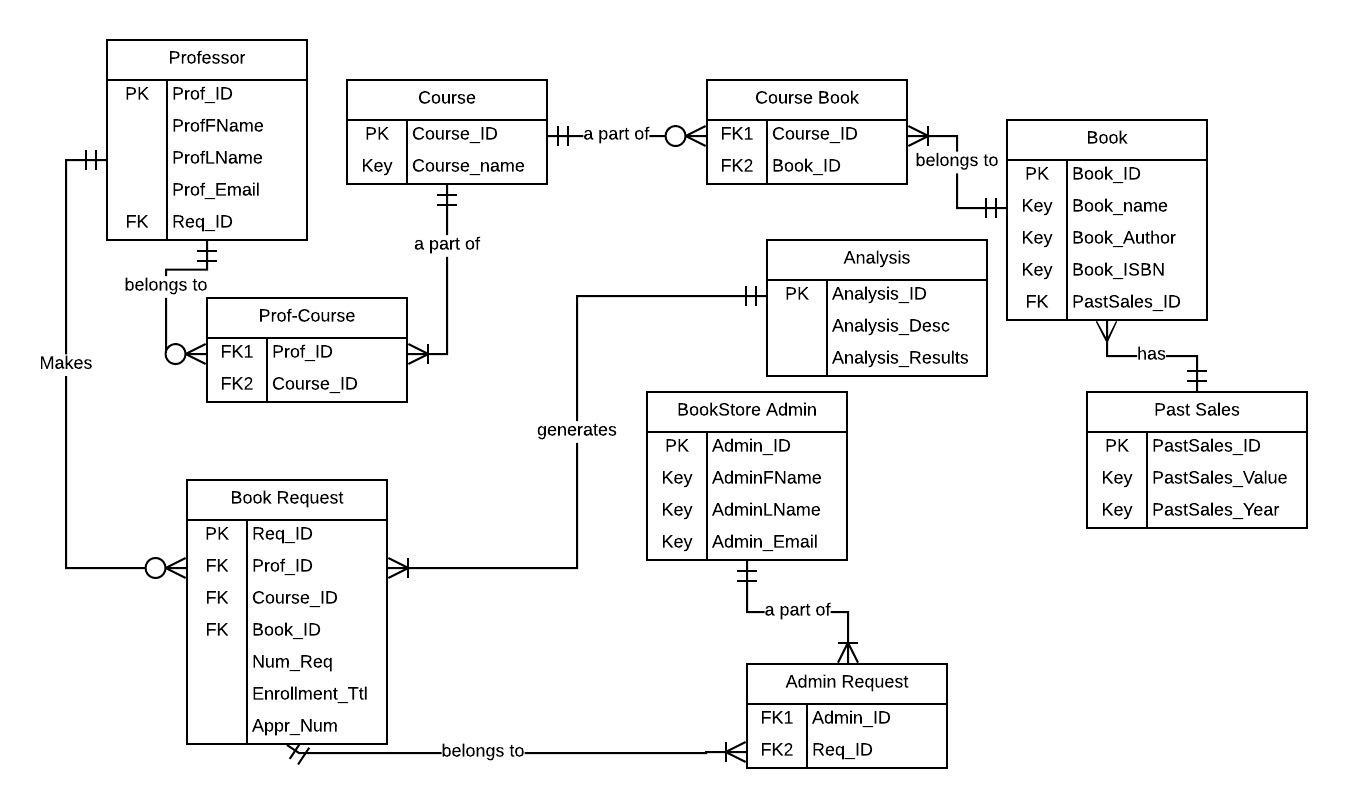 Professor
PK Prof_ID
ProfFName
ProfLName
Prof_Email
FK Req_ID
Course
PK Course_ID
Key Course_name
a part of
Course Book
FK1 Course_ID
FK2 Book_ID
belongs to
Book
PK Book_ID
Key Book_name
Key Book_Author
Key Book_ISBN
FK PastSales_ID
a part of
belongs to
Analysis
PK Analysis_ID
Analysis_Desc
Analysis_Results
Prof-Course
FK1 Prof_ID
FK2 Course_ID
Makes
has
generates
BookStore Admin
PK Admin_ID
Key AdminFName
Key AdminLName
Key Admin_Email
Past Sales
PK PastSales_ID
Key PastSales_Value
Key PastSales_Year
Book Request
PK Req_ID
FK Prof_ID
FK Course_ID
FK Book_ID
Num_Req
Enrollment_Ttl
Appr_Num
a part of
Admin Request
FK1 Admin_ID
FK2 Req_ID
belongs to